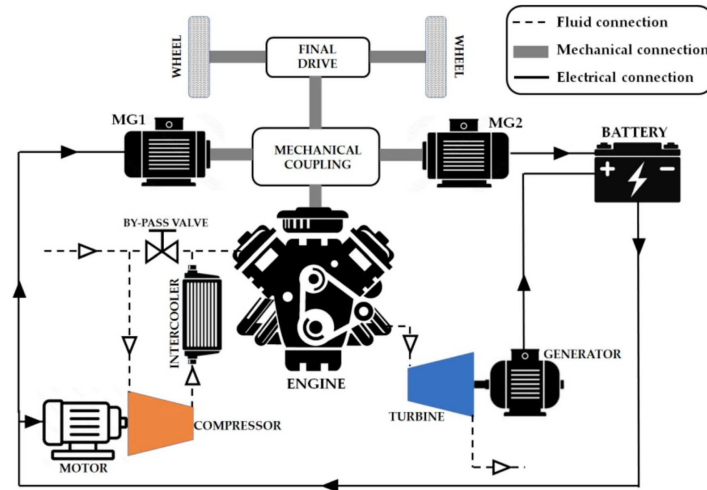 Fluid connection
Mechanical connection
Electrical connection
WHEEL
FINAL
DRIVE
WHEEL
MG1
MECHANICAL
COUPLING
MG2
BATTERY
+
−
BY-PASS VALVE
INTERCOOLER
ENGINE
GENERATOR
TURBINE
COMPRESSOR
MOTOR